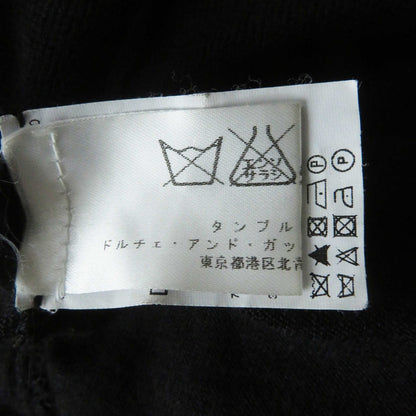 エンソ
サラシ
タンブル
ドルチェ・アンド・ガッ
東京都港区北青
P
P